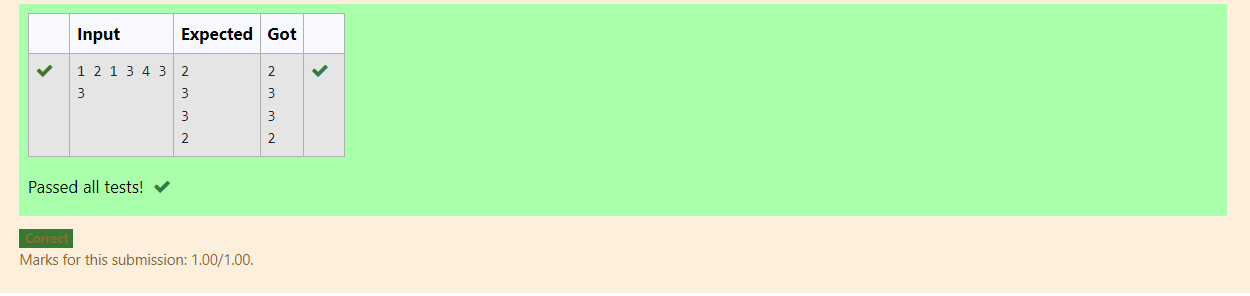 Input Expected Got
1 2 1 3 4 3 2 2
3 3 3
3 3
2 2
Passed all tests!
Correct
Marks for this submission: 1.00/1.00.